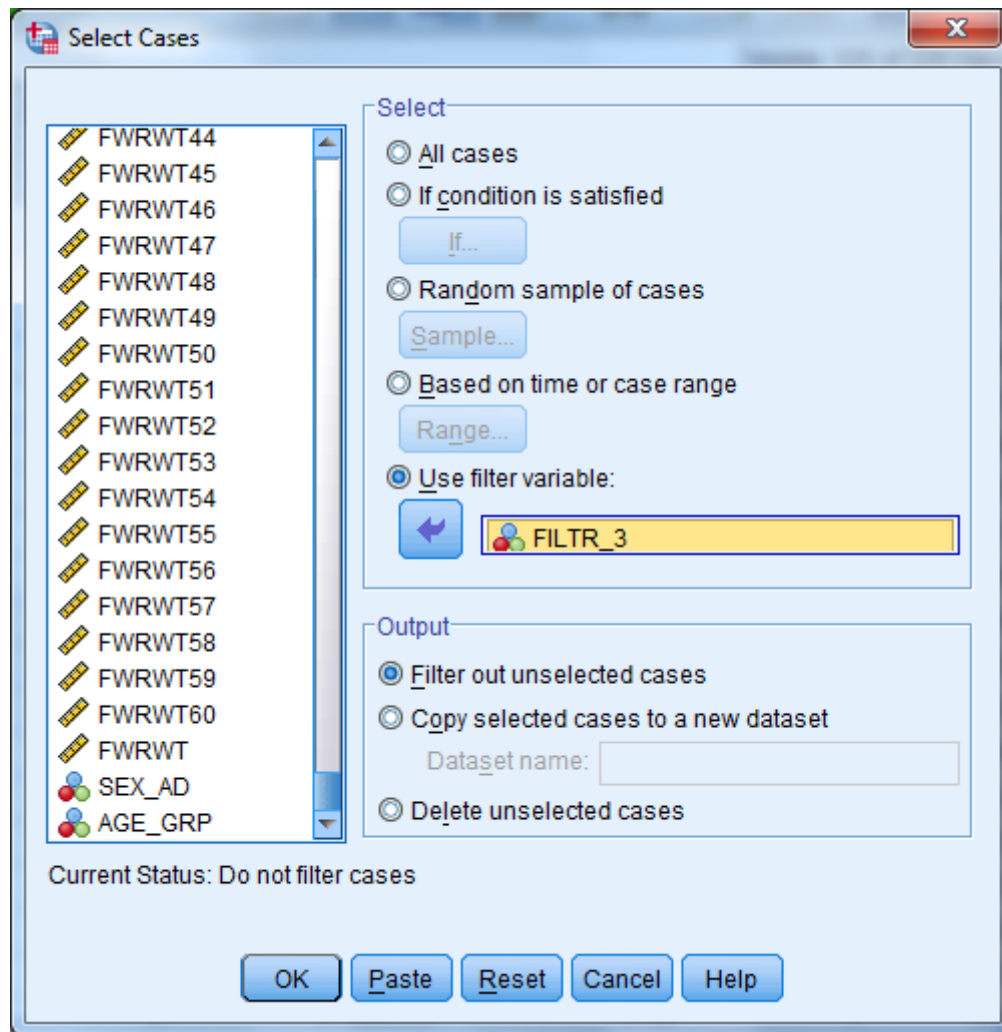 Select Cases
FWRWT44
FWRWT45
FWRWT46
FWRWT47
FWRWT48
FWRWT49
FWRWT50
FWRWT51
FWRWT52
FWRWT53
FWRWT54
FWRWT55
FWRWT56
FWRWT57
FWRWT58
FWRWT59
FWRWT60
FWRWT
SEX_AD
AGE_GRP
Current Status: Do not filter cases
Select
All cases
If condition is satisfied
If...
Random sample of cases
Sample...
Based on time or case range
Range...
Use filter variable:
FILTR_3
Output
Filter out unselected cases
Copy selected cases to a new dataset
Dataset name:
Delete unselected cases
OK Paste Reset Cancel Help